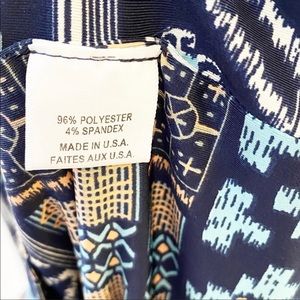 96% POLYESTER
4% SPANDEX
MADE IN U.S.A.
FAITES AUX U.S.A.